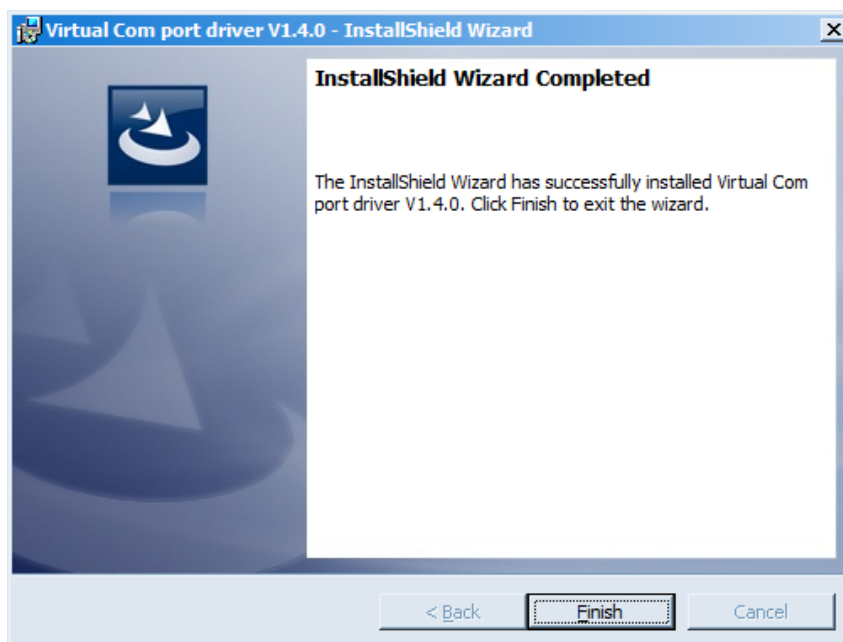 Virtual Com port driver V1.4.0 - InstallShield Wizard
InstallShield Wizard Completed
The InstallShield Wizard has successfully installed Virtual Com
port driver V1.4.0. Click Finish to exit the wizard.
< Back
Finish
Cancel